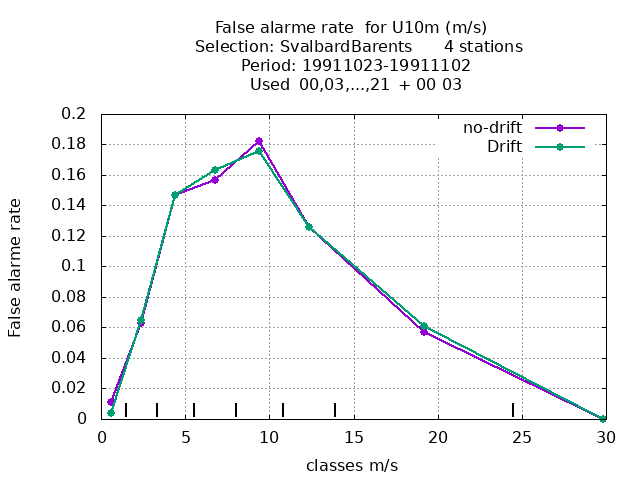 False alarme rate  for U10m (m/s)
Selection: SvalbardBarents      4 stations
Period: 19911023-19911102
Used  00,03,...,21  + 00 03
no-drift
Drift
False alarme rate
0.2
0.18
0.16
0.14
0.12
0.1
0.08
0.06
0.04
0.02
0
0 5 10 15 20 25 30
classes m/s